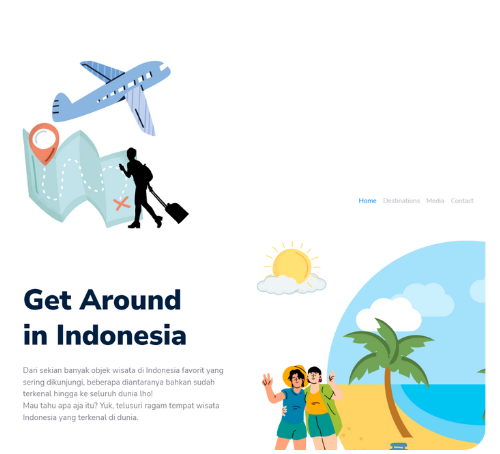 Home Destinations Media Contact
Get Around
in Indonesia
Dari sekian banyak objek wisata di Indonesia favorit yang
sering dikunjungi, beberapa diantaranya bahkan sudah
terkenal hingga ke seluruh dunia lho!
Mau tahu apa aja itu? Yuk, telusuri ragam tempat wisata
Indonesia yang terkenal di dunia.